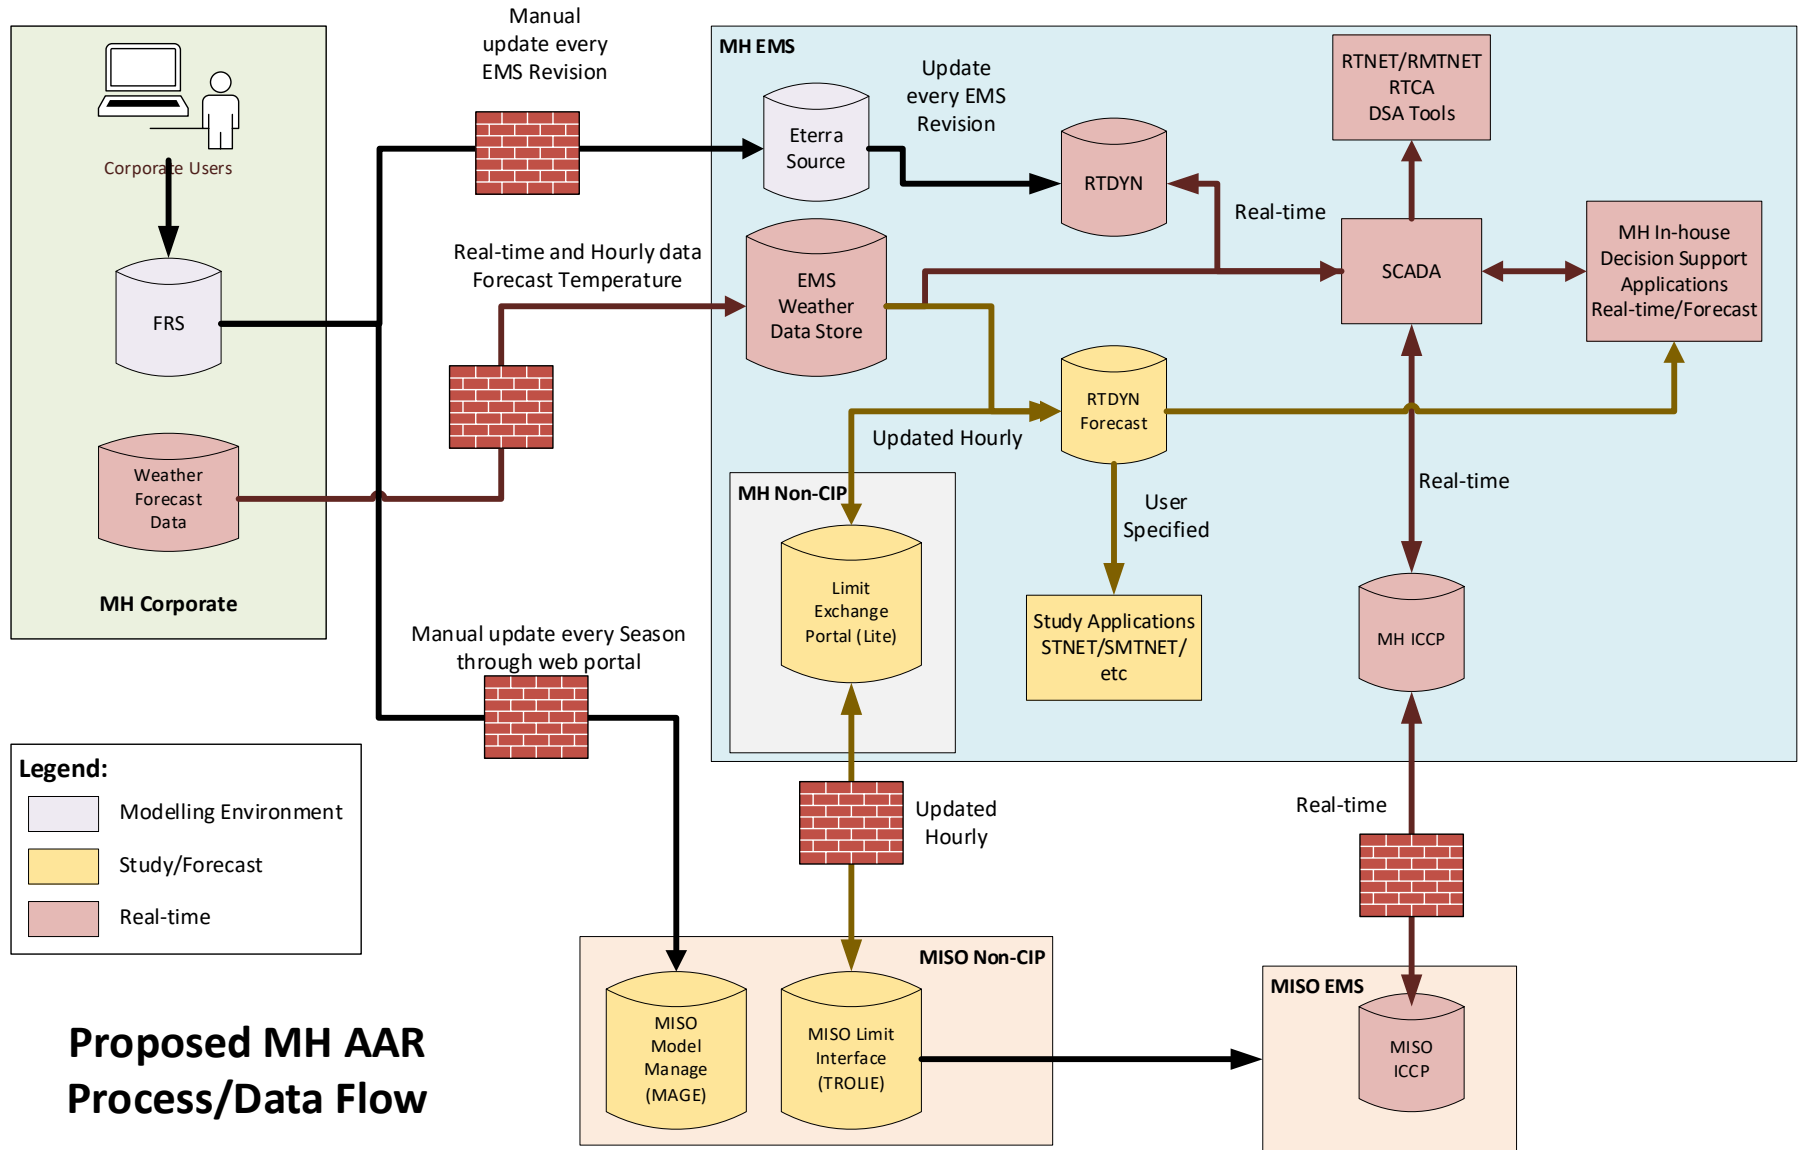 Manual
update every
EMS Revision
MH EMS
Update
every EMS
Revision
RTNET/RMTNET
RTCA
DSA Tools
Eterra
Source
RTDYN
Corporate Users
Real-time
SCADA
MH In-house
Decision Support
Applications
Real-time/Forecast
Real-time and Hourly data
Forecast Temperature
EMS
Weather
Data Store
FRS
RTDYN
Forecast
Updated Hourly
Weather
Forecast
Data
MH Non-CIP
User
Specified
Real-time
Limit
Exchange
Portal (Lite)
MH Corporate
Study Applications
STNET/SMTNET/
etc
MH ICCP
Manual update every Season
through web portal
Legend:
Modelling Environment
Study/Forecast
Real-time
Updated
Hourly
Real-time
MISO Non-CIP
MISO EMS
MISO
Model
Manage
(MAGE)
MISO Limit
Interface
(TROLIE)
MISO
ICCP
Proposed MH AAR
Process/Data Flow